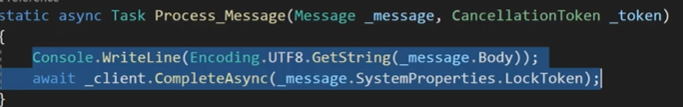 static async Task Process_Message(Message _message, CancellationToken _token)
{
Console.WriteLine(Encoding.UTF8.GetString(_message.Body));
await _client.CompleteAsync(_message.SystemProperties.LockToken);
}